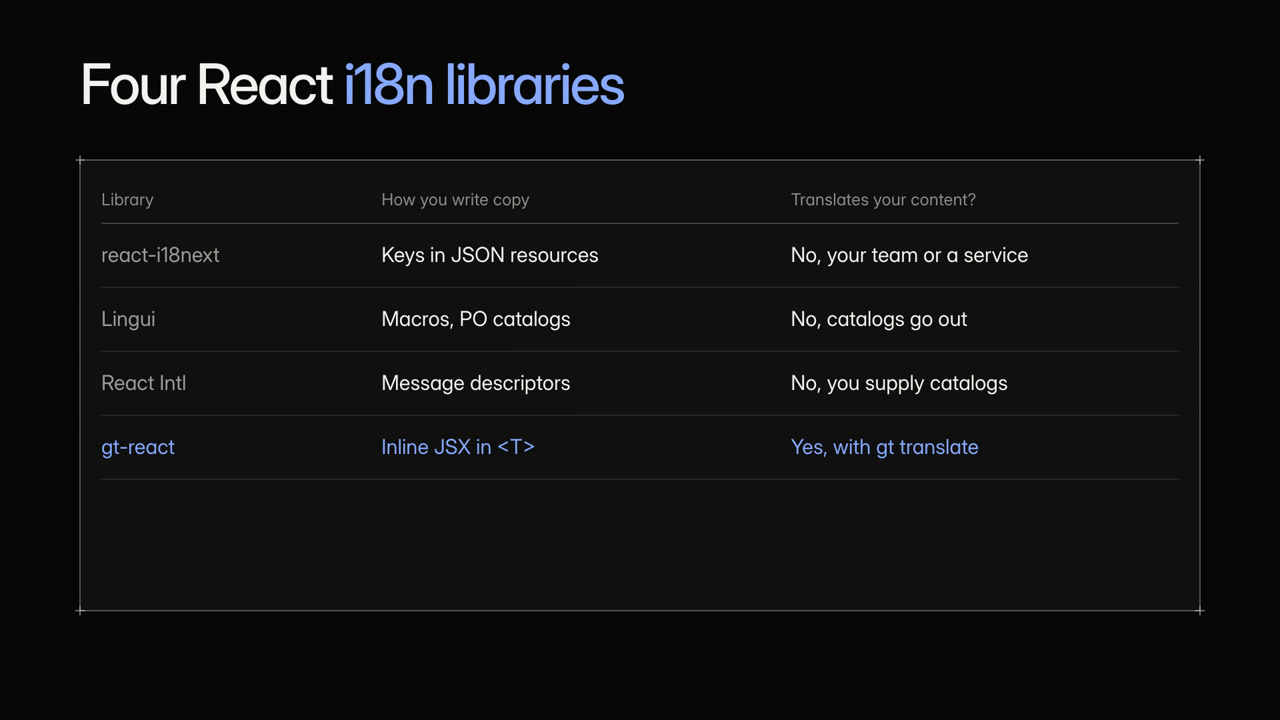 Four React i18n libraries
Library How you write copy Translates your content?
react-i18next Keys in JSON resources No, your team or a service
Lingui Macros, PO catalogs No, catalogs go out
React Intl Message descriptors No, you supply catalogs
gt-react Inline JSX in <T> Yes, with gt translate